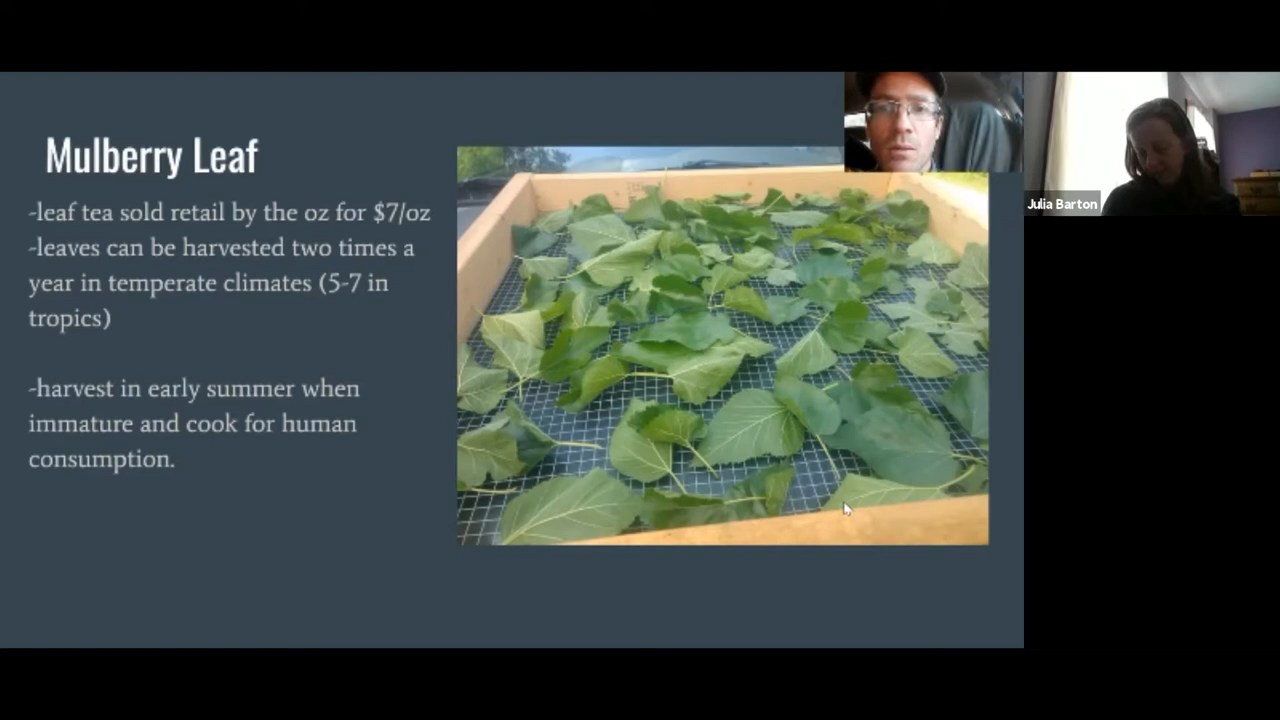 Mulberry Leaf
-leaf tea sold retail by the oz for $7/oz
-leaves can be harvested two times a
year in temperate climates (5-7 in
tropics)
-harvest in early summer when
immature and cook for human
consumption.
Julia Barton